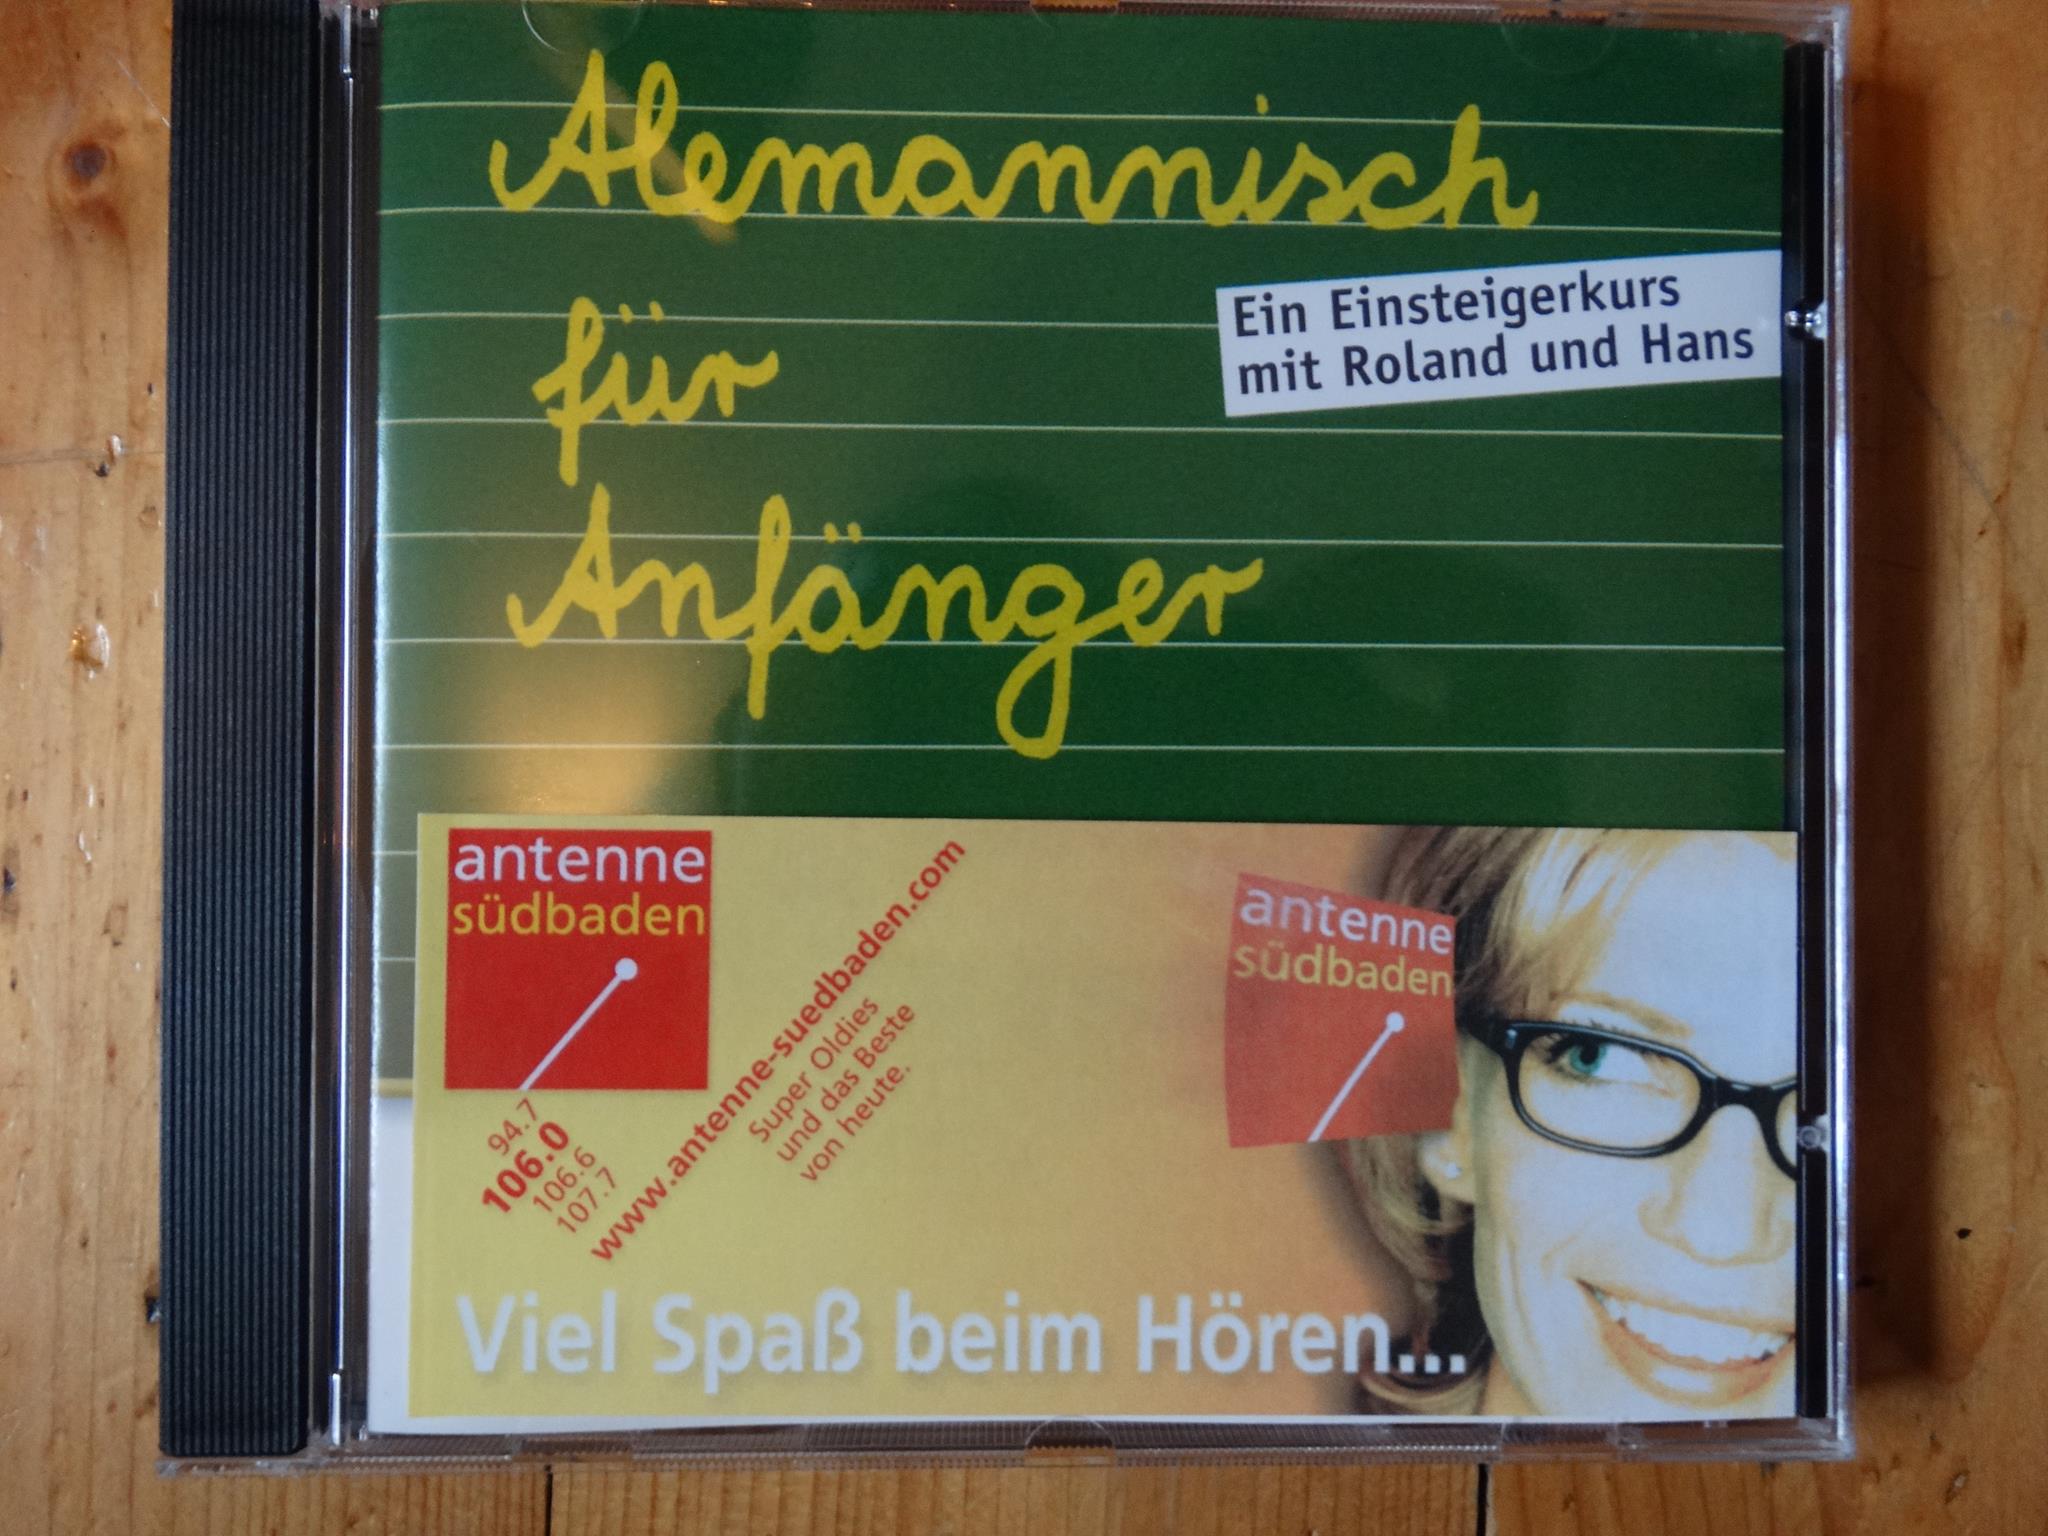 Alemannisch
für
Anfänger
Ein Einsteigerkurs
mit Roland und Hans
antenne
südbaden
94.7
106.0
106.6
107.7
www.antenne-suedbaden.com
Super Oldies
und das Beste
von heute.
antenne
südbaden
Viel Spaß beim Hören...